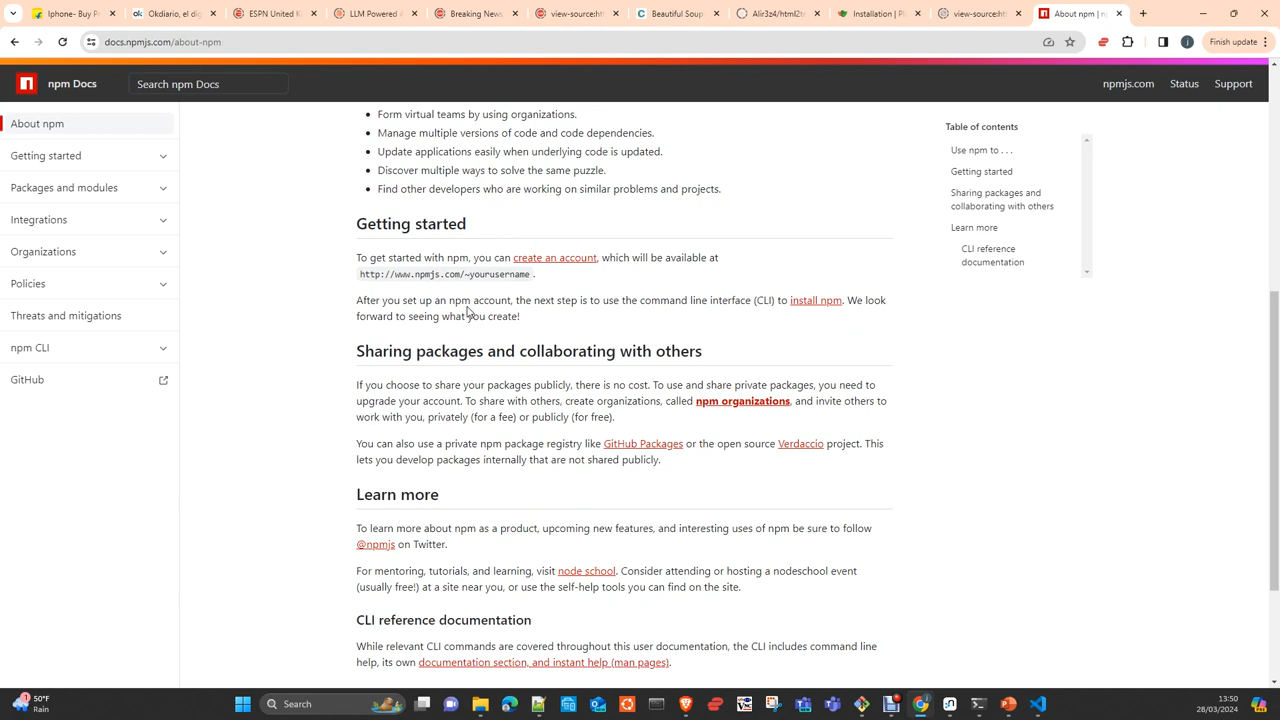 Iphone- Buy P
Okdiario, el dig
ESPN United K
LLM Powered
Breaking News
view-source:ht
Beautiful Soup
Alir3z4/html2t
Installation | Pl
view-source:ht
About npm | n
docs.npmjs.com/about-npm
Finish update
npm Docs
Search npm Docs
npmjs.com
Status
Support
About npm
Getting started
Packages and modules
Integrations
Organizations
Policies
Threats and mitigations
npm CLI
GitHub
Form virtual teams by using organizations.
Manage multiple versions of code and code dependencies.
Update applications easily when underlying code is updated.
Discover multiple ways to solve the same puzzle.
Find other developers who are working on similar problems and projects.
Getting started
To get started with npm, you can create an account, which will be available at
http://www.npmjs.com/~yourusername.
After you set up an npm account, the next step is to use the command line interface (CLI) to install npm. We look
forward to seeing what you create!
Sharing packages and collaborating with others
If you choose to share your packages publicly, there is no cost. To use and share private packages, you need to
upgrade your account. To share with others, create organizations, called npm organizations, and invite others to
work with you, privately (for a fee) or publicly (for free).
You can also use a private npm package registry like GitHub Packages or the open source Verdaccio project. This
lets you develop packages internally that are not shared publicly.
Learn more
To learn more about npm as a product, upcoming new features, and interesting uses of npm be sure to follow
@npmjs on Twitter.
For mentoring, tutorials, and learning, visit node school. Consider attending or hosting a nodeschool event
(usually free!) at a site near you, or use the self-help tools you can find on the site.
CLI reference documentation
While relevant CLI commands are covered throughout this user documentation, the CLI includes command line
help, its own documentation section, and instant help (man pages).
Table of contents
Use npm to . . .
Getting started
Sharing packages and
collaborating with others
Learn more
CLI reference
documentation
50°F
Rain
Search
13:50
28/03/2024